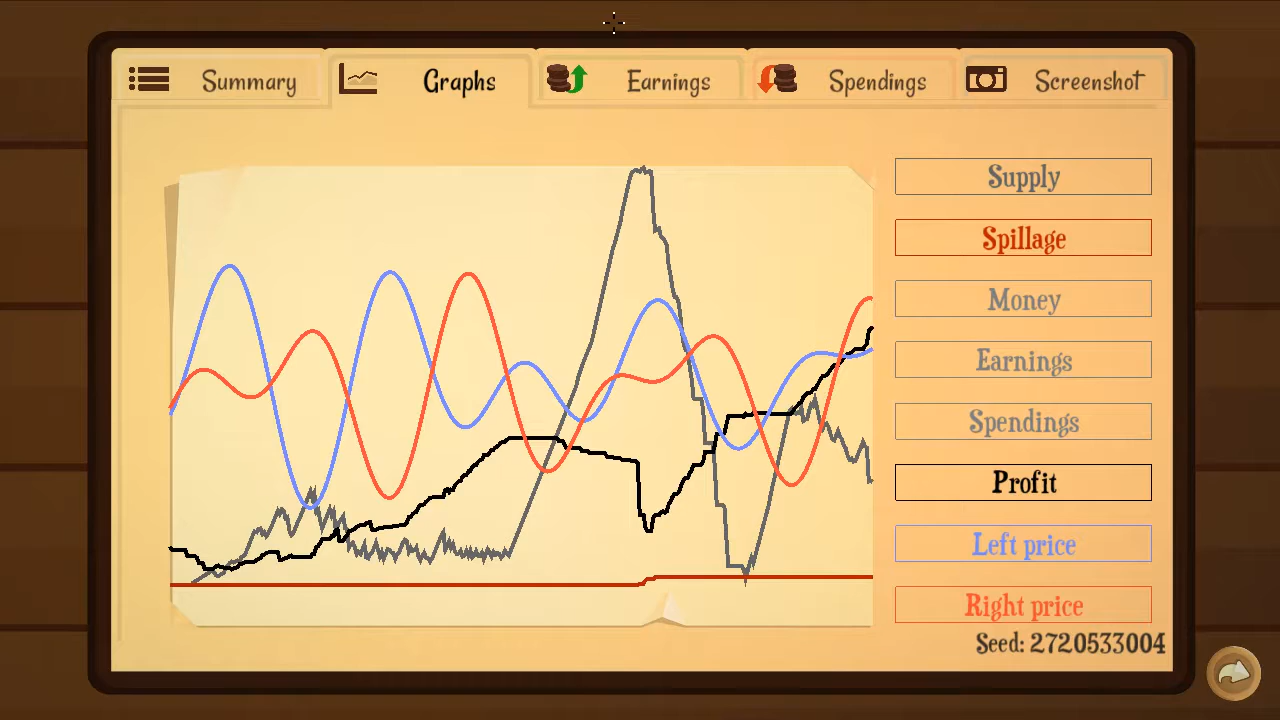 Summary
Graphs
Earnings
Spendings
Screenshot
Supply
Spillage
Money
Earnings
Spendings
Profit
Left price
Right price
Seed: 2720533004